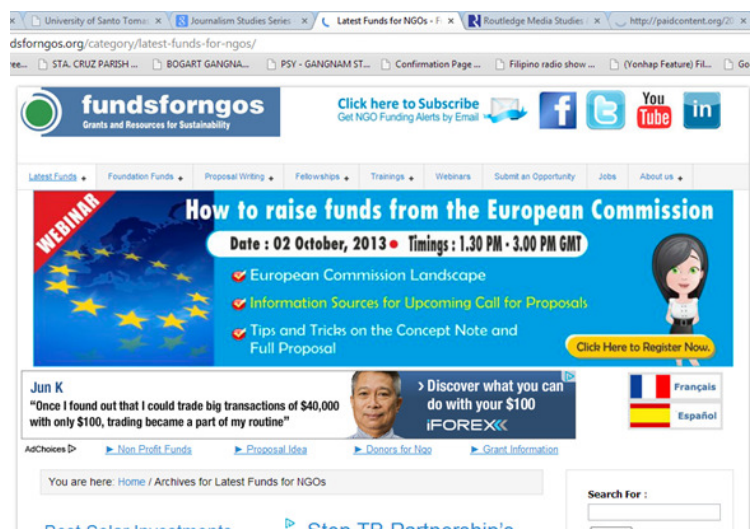 University of Santo Tomas
Journalism Studies Series
Latest Funds for NGOs - F
Routledge Media Studies
http://paidcontent.org/20
dsforngos.org/category/latest-funds-for-ngos/
STA. CRUZ PARISH ...
BOGART GANGNA...
PSY - GANGNAM ST...
Confirmation Page ...
Filipino radio show ...
(Yonhap Feature) Fil...
fundsforngos
Grants and Resources for Sustainability
Click here to Subscribe
Get NGO Funding Alerts by Email
You
Tube
in
Latest Funds
Foundation Funds
Proposal Writing
Fellowships
Trainings
Webinars
Submit an Opportunity
Jobs
About us
WEBINAR
How to raise funds from the European Commission
Date : 02 October, 2013 • Timings : 1.30 PM - 3.00 PM GMT
European Commission Landscape
Information Sources for Upcoming Call for Proposals
Tips and Tricks on the Concept Note and
Full Proposal
Click Here to Register Now.
Jun K
"Once I found out that I could trade big transactions of $40,000
with only $100, trading became a part of my routine"
> Discover what you can
do with your $100
iFOREX
Français
Español
AdChoices
Non Profit Funds
Proposal Idea
Donors for Ngo
Grant Information
You are here: Home / Archives for Latest Funds for NGOs
Search For :
Best Solar Investments
Stop TB Partnership's